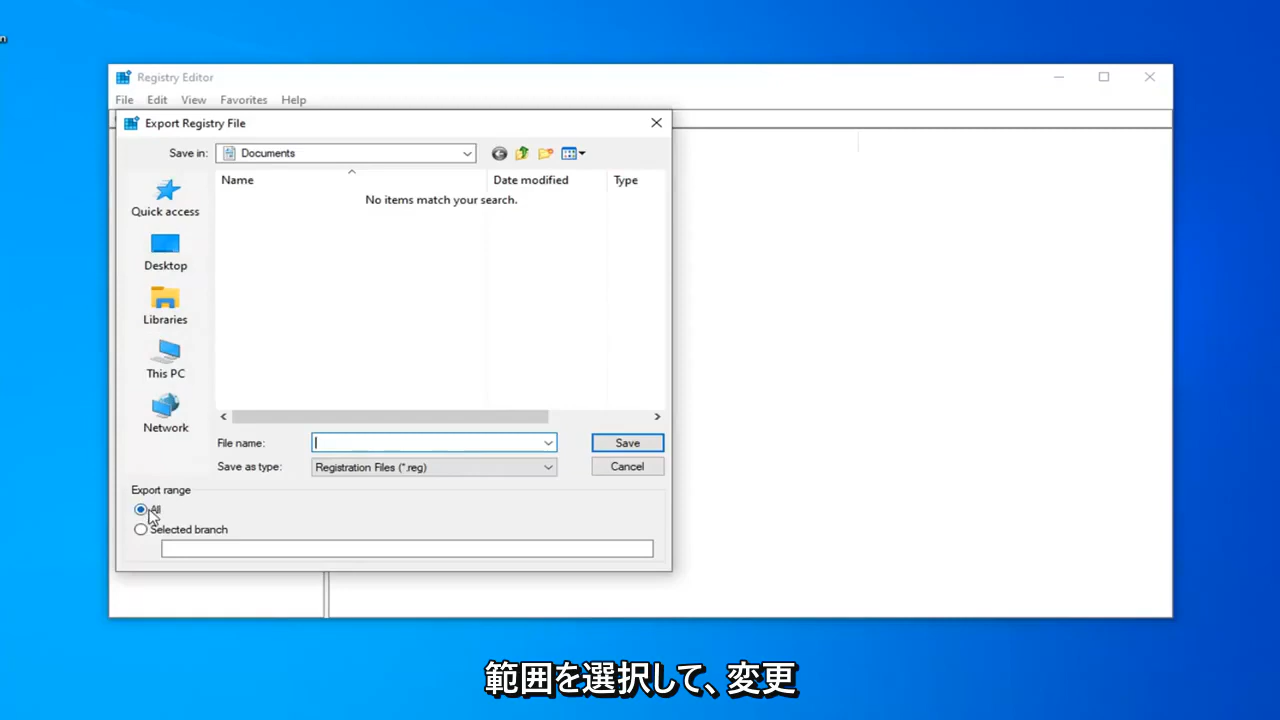 n
Registry Editor
File Edit View Favorites Help
Export Registry File
Save in: Documents
Name Date modified Type
No items match your search.
Quick access
Desktop
Libraries
This PC
Network
File name: Save
Save as type: Registration Files (*.reg) Cancel
Export range
All
Selected branch
範囲を選択して、変更